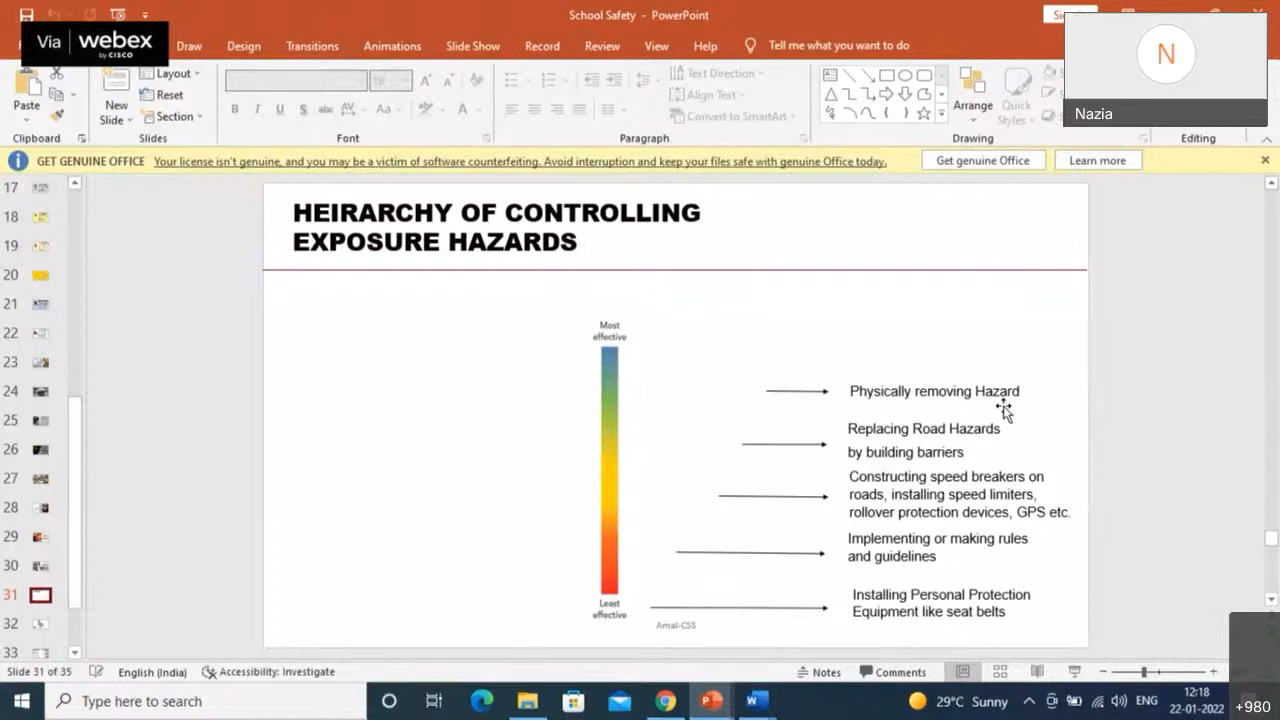 School Safety - PowerPoint
Via webex
by CISCO
Draw Design Transitions Animations Slide Show Record Review View Help Tell me what you want to do
N
Nazia
Paste
New
Slide
Layout
Reset
Section
18
B I U S abc AV Aa A
Text Direction
Align Text
Convert to SmartArt
Arrange
Quick
Styles
Clipboard Slides Font Paragraph Drawing Editing
GET GENUINE OFFICE Your license isn't genuine, and you may be a victim of software counterfeiting. Avoid interruption and keep your files safe with genuine Office today. Get genuine Office Learn more
17
18
19
20
21
22
23
24
25
26
27
28
29
30
31
32
33
HEIRARCHY OF CONTROLLING
EXPOSURE HAZARDS
Most
effective
Physically removing Hazard
Replacing Road Hazards
by building barriers
Constructing speed breakers on
roads, installing speed limiters,
rollover protection devices, GPS etc.
Implementing or making rules
and guidelines
Installing Personal Protection
Equipment like seat belts
Least
effective
Amal-CSS
Slide 31 of 35 English (India) Accessibility: Investigate Notes Comments
Type here to search
29°C Sunny
ENG
12:18
22-01-2022
+980